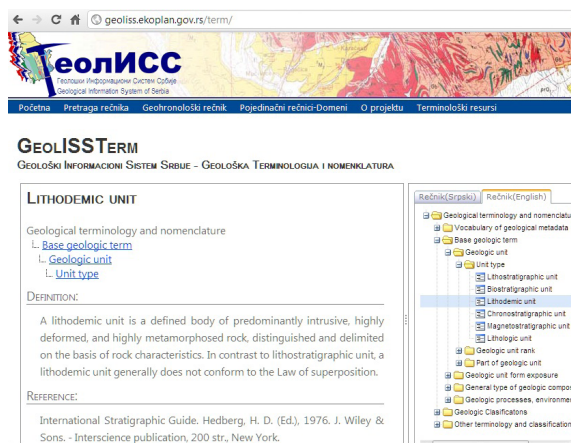 geoliss.ekoplan.gov.rs/term/
ГеолИСС
Геолошки Информациони Систем Србије
Geological Information System of Serbia
Početna Pretraga rečnika Geohronološki rečnik Pojedinačni rečnici-Domeni O projektu Terminološki resursi
GeolISSTerm
Geološki Informacioni Sistem Srbije - Geološka Terminologija i nomenklatura
Lithodemic unit
Geological terminology and nomenclature
Base geologic term
Geologic unit
Unit type
Definition:
A lithodemic unit is a defined body of predominantly intrusive, highly
deformed, and highly metamorphosed rock, distinguished and delimited
on the basis of rock characteristics. In contrast to lithostratigraphic unit, a
lithodemic unit generally does not conform to the Law of superposition.
Reference:
International Stratigraphic Guide. Hedberg, H. D. (Ed.), 1976. J. Wiley &
Sons. - Interscience publication, 200 str., New York.
Rečnik(Srpski) Rečnik(English)
Geological terminology and nomenclatu
Vocabulary of geological metadata
Base geologic term
Geologic unit
Unit type
Lithostratigraphic unit
Biostratigraphic unit
Lithodemic unit
Chronostratigraphic unit
Magnetostratigraphic unit
Lithologic unit
Geologic unit rank
Part of geologic unit
Geologic unit form exposure
General type of geologic compo
Geologic processes, environmen
Geologic Clasificatons
Other terminology and classification